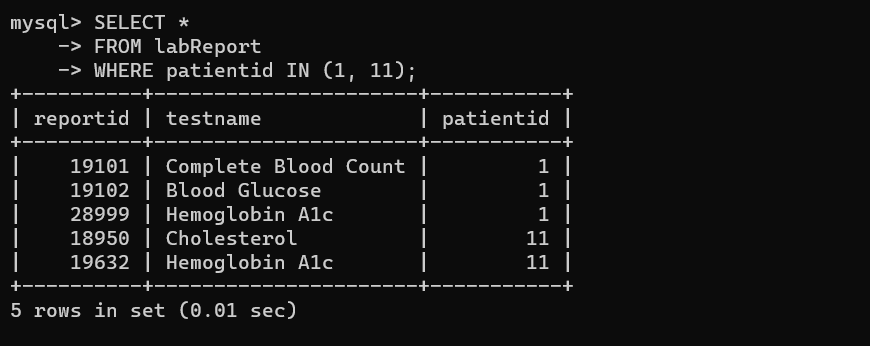 mysql> SELECT *
    -> FROM labReport
    -> WHERE patientid IN (1, 11);
+----------+----------------------+-----------+
| reportid | testname             | patientid |
+----------+----------------------+-----------+
|    19101 | Complete Blood Count |         1 |
|    19102 | Blood Glucose        |         1 |
|    28999 | Hemoglobin A1c       |         1 |
|    18950 | Cholesterol          |        11 |
|    19632 | Hemoglobin A1c       |        11 |
+----------+----------------------+-----------+
5 rows in set (0.01 sec)